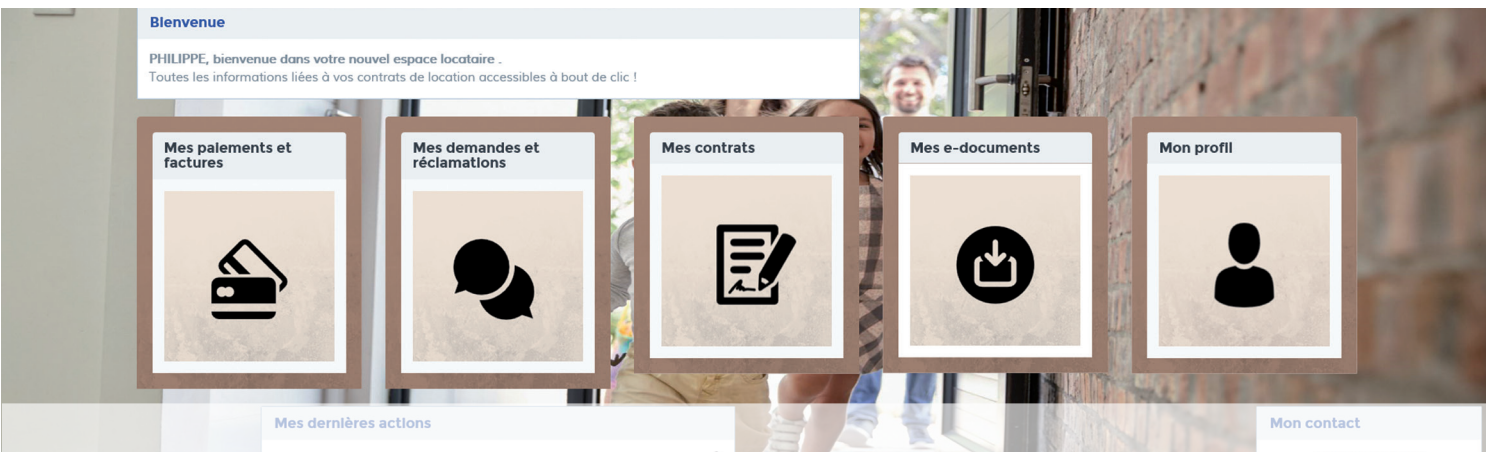 Bienvenue
PHILIPPE, bienvenue dans votre nouvel espace locataire .
Toutes les informations liées à vos contrats de location accessibles à bout de clic !
Mes paiements et
factures
Mes demandes et
réclamations
Mes contrats
Mes e-documents
Mon profil
Mes dernières actions
Mon contact